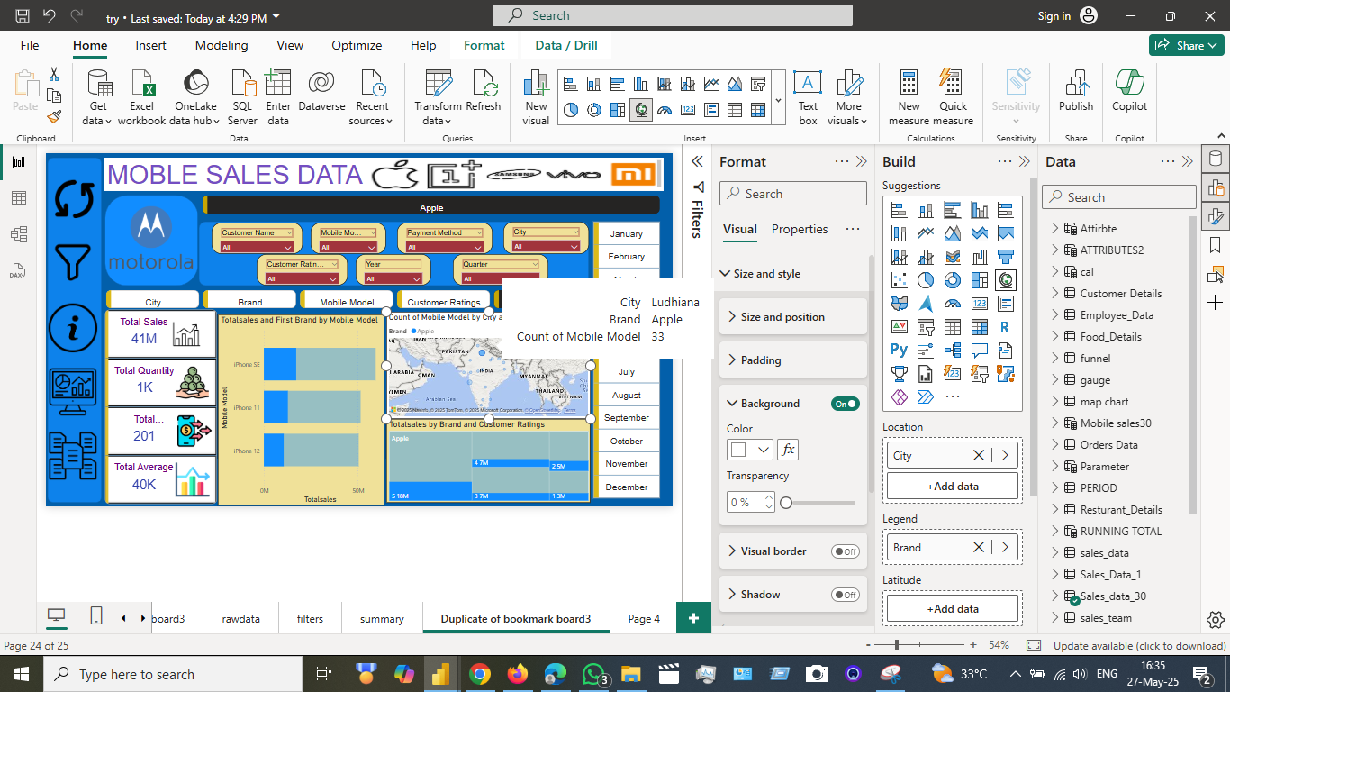 try • Last saved: Today at 4:29 PM
Search
Sign in
File Home Insert Modeling View Optimize Help Format Data / Drill
Share
Paste
Get data
Excel workbook
OneLake data hub
SQL Server
Enter data
Dataverse
Recent sources
Transform data
Refresh
New visual
Text box
More visuals
New measure
Quick measure
Sensitivity
Publish
Copilot
Clipboard Data Queries Insert Calculations Sensitivity Share Copilot
MOBLE SALES DATA
SAMSUNG
vivo
motorola
Apple
Customer Name
All
Mobile Mo...
All
Payment Method
All
City
All
Customer Ratin...
All
Year
All
Quarter
All
January
February
July
August
September
October
November
December
City Brand Mobile Model Customer Ratings
Total Sales
41M
Total Quantity
1K
Total...
201
Total Average
40K
Totalsales and First Brand by Mobile Model
Mobile Model
iPhone SE
iPhone 11
iPhone 12
0M 50M
Totalsales
Count of Mobile Model by City a
Brand Apple
INDIA
MYANMAR
THAILAND
OMAN
Arabian Sea
City Ludhiana
Brand Apple
Count of Mobile Model 33
Totalsales by Brand and Customer Ratings
Apple
4.7M
2.5M
3.7M
1.3M
Filters
Format
Search
Visual Properties
Size and style
Size and position
Padding
Background On
Color
fx
Transparency
0 %
Visual border Off
Shadow Off
Build
Suggestions
R
Py
Location
City
+Add data
Legend
Brand
Latitude
+Add data
Data
Search
Attirbte
ATTRIBUTES2
cal
Customer Details
Employee_Data
Food_Details
funnel
gauge
map chart
Mobile sales30
Orders Data
Parameter
PERIOD
Resturant_Details
RUNNING TOTAL
sales_data
Sales_Data_1
Sales_data_30
sales_team
board3 rawdata filters summary Duplicate of bookmark board3 Page 4
Page 24 of 25
54%
Update available (click to download)
Type here to search
3
33°C
ENG
16:35
27-May-25
2